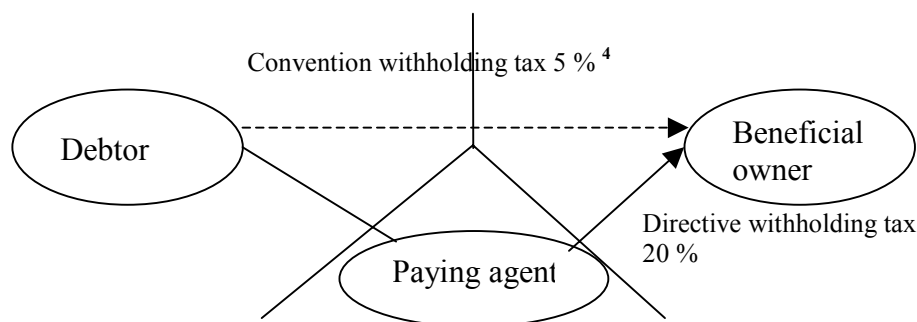 Convention withholding tax 5 % 4
Debtor
Beneficial
owner
Directive withholding tax
20 %
Paying agent